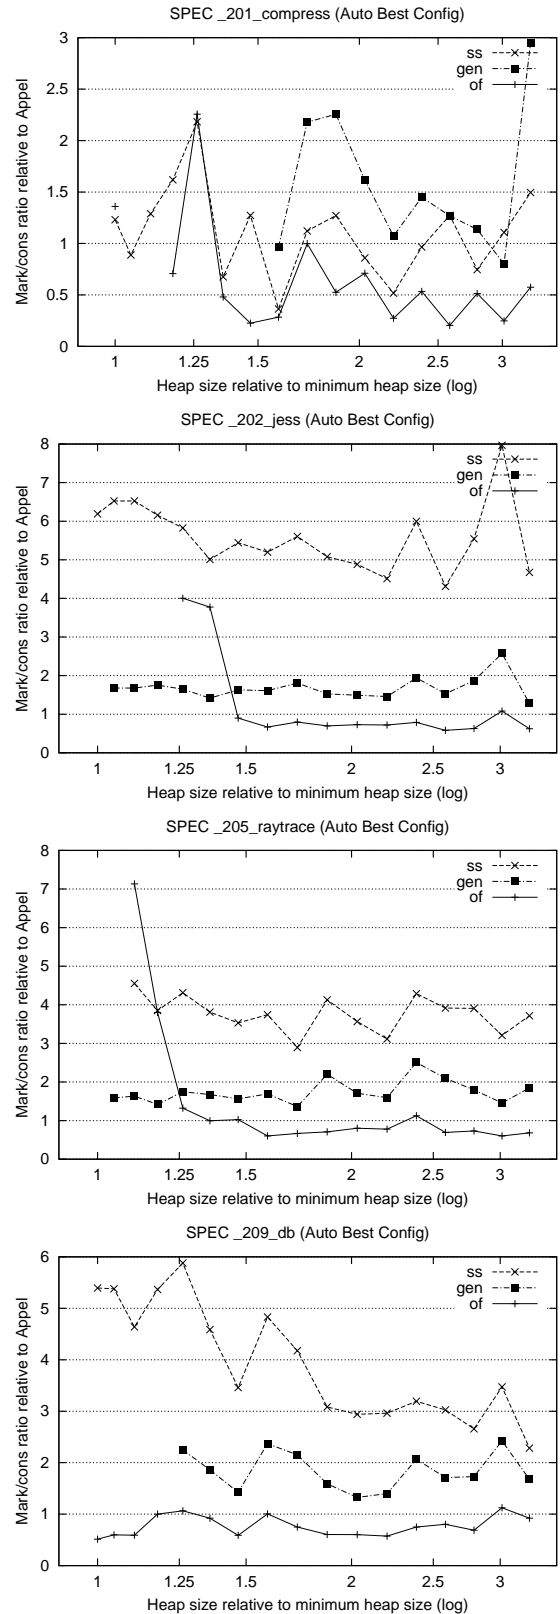 SPEC _201_compress (Auto Best Config)
3
2.5
2
1.5
1
0.5
0
ss
gen
of
Mark/cons ratio relative to Appel
1 1.25 1.5 2 2.5 3
Heap size relative to minimum heap size (log)
SPEC _202_jess (Auto Best Config)
8
7
6
5
4
3
2
1
0
ss
gen
of
Mark/cons ratio relative to Appel
1 1.25 1.5 2 2.5 3
Heap size relative to minimum heap size (log)
SPEC _205_raytrace (Auto Best Config)
8
7
6
5
4
3
2
1
0
ss
gen
of
Mark/cons ratio relative to Appel
1 1.25 1.5 2 2.5 3
Heap size relative to minimum heap size (log)
SPEC _209_db (Auto Best Config)
6
5
4
3
2
1
0
ss
gen
of
Mark/cons ratio relative to Appel
1 1.25 1.5 2 2.5 3
Heap size relative to minimum heap size (log)